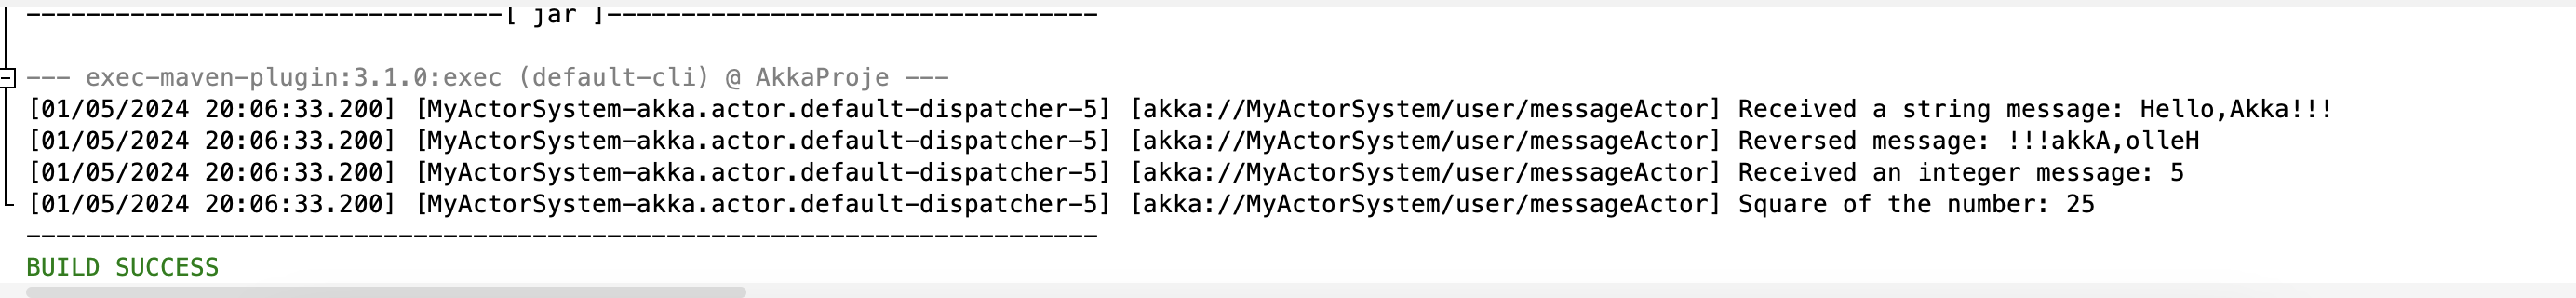 ----------------------------------[ jar ]----------------------------------
--- exec-maven-plugin:3.1.0:exec (default-cli) @ AkkaProje ---
[01/05/2024 20:06:33.200] [MyActorSystem-akka.actor.default-dispatcher-5] [akka://MyActorSystem/user/messageActor] Received a string message: Hello,Akka!!!
[01/05/2024 20:06:33.200] [MyActorSystem-akka.actor.default-dispatcher-5] [akka://MyActorSystem/user/messageActor] Reversed message: !!!akkA,olleH
[01/05/2024 20:06:33.200] [MyActorSystem-akka.actor.default-dispatcher-5] [akka://MyActorSystem/user/messageActor] Received an integer message: 5
[01/05/2024 20:06:33.200] [MyActorSystem-akka.actor.default-dispatcher-5] [akka://MyActorSystem/user/messageActor] Square of the number: 25
------------------------------------------------------------------------
BUILD SUCCESS